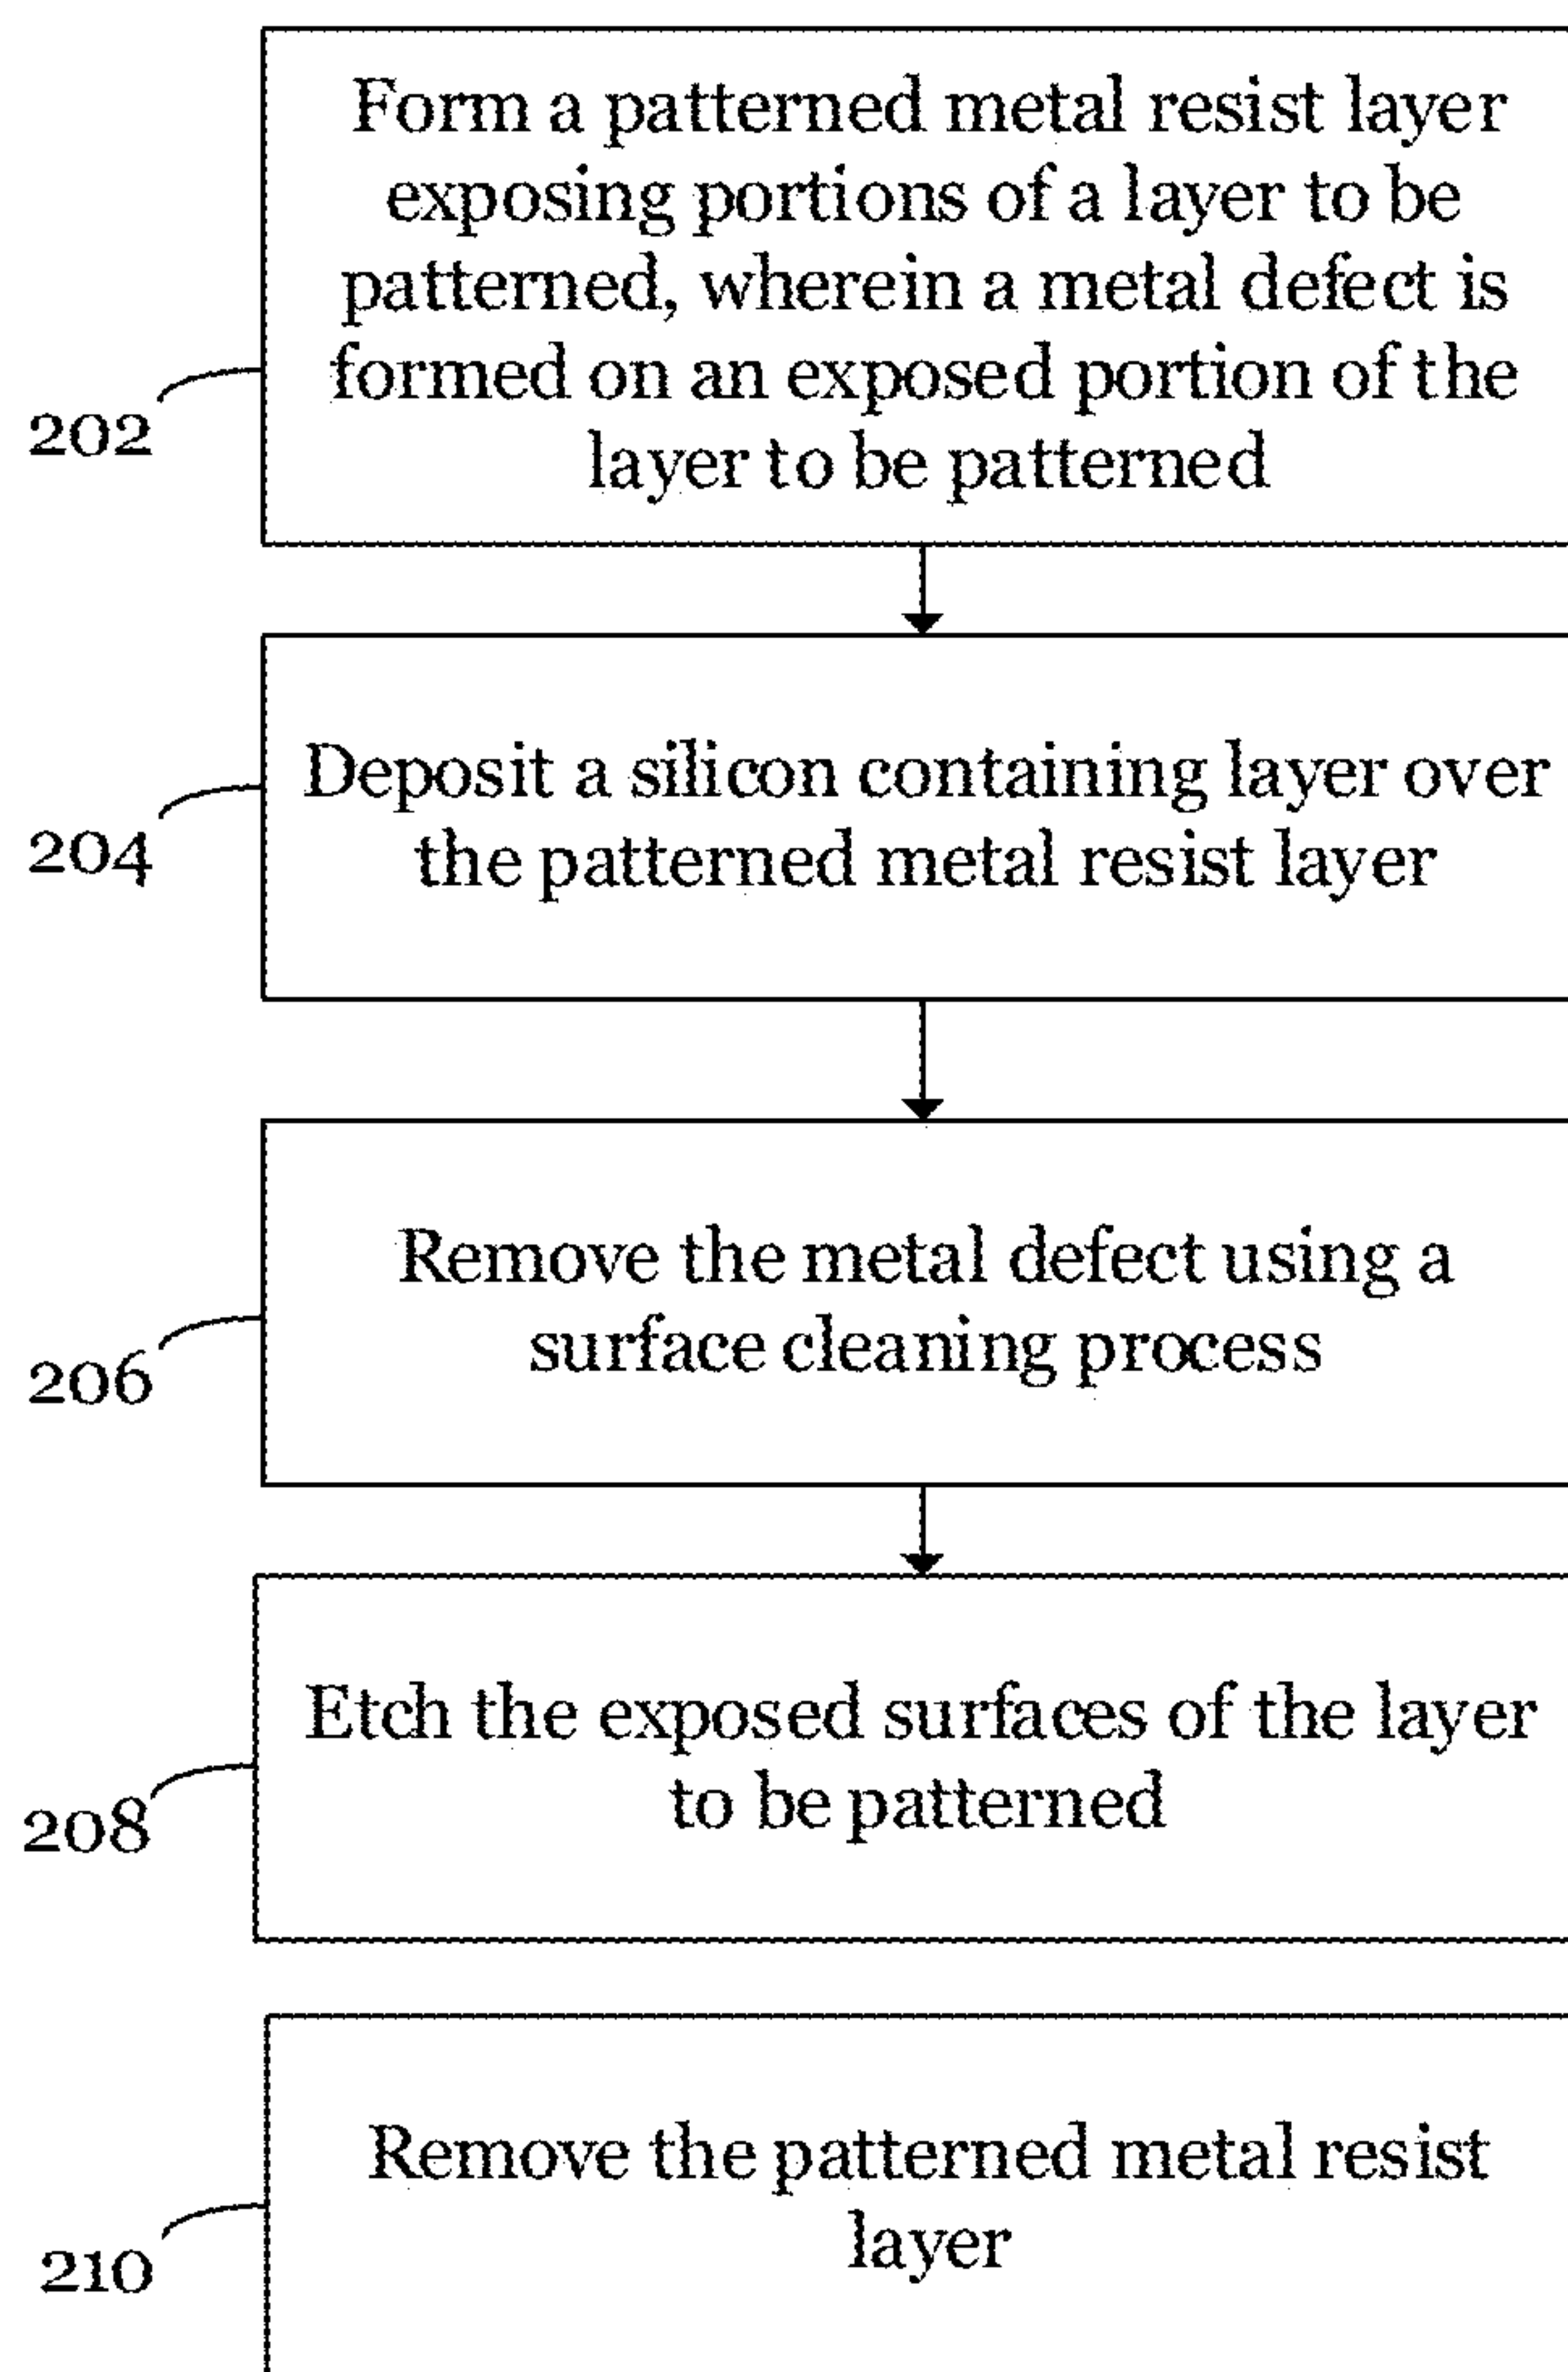 Form a patterned metal resist layer
exposing portions of a layer to be
patterned, wherein a metal defect is
formed on an exposed portion of the
layer to be patterned
202
Deposit a silicon containing layer over
the patterned metal resist layer
204
Remove the metal defect using a
surface cleaning process
206
Etch the exposed surfaces of the layer
to be patterned
208
Remove the patterned metal resist
layer
210